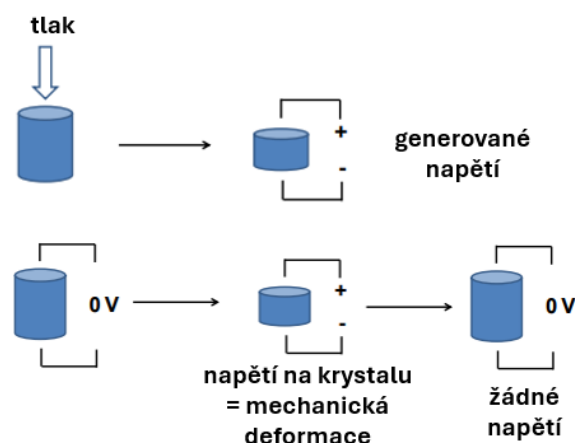 tlak
+
-
generované
napětí
0 V
+
-
0 V
napětí na krystalu
= mechanická
deformace
žádné
napětí